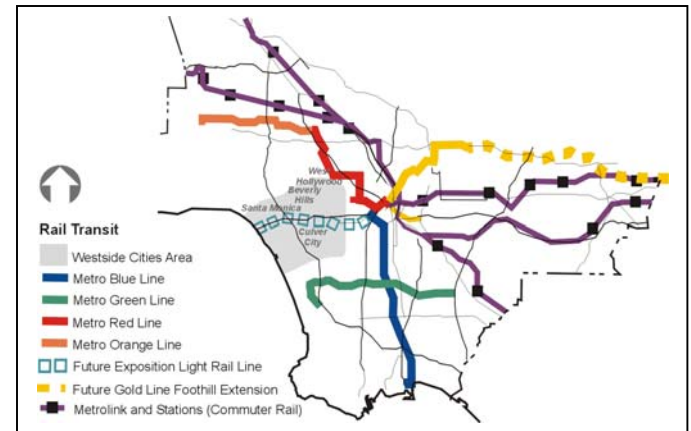 West
Hollywood
Beverly
Hills
Santa Monica
Culver
City
Rail Transit
Westside Cities Area
Metro Blue Line
Metro Green Line
Metro Red Line
Metro Orange Line
Future Exposition Light Rail Line
Future Gold Line Foothill Extension
Metrolink and Stations (Commuter Rail)